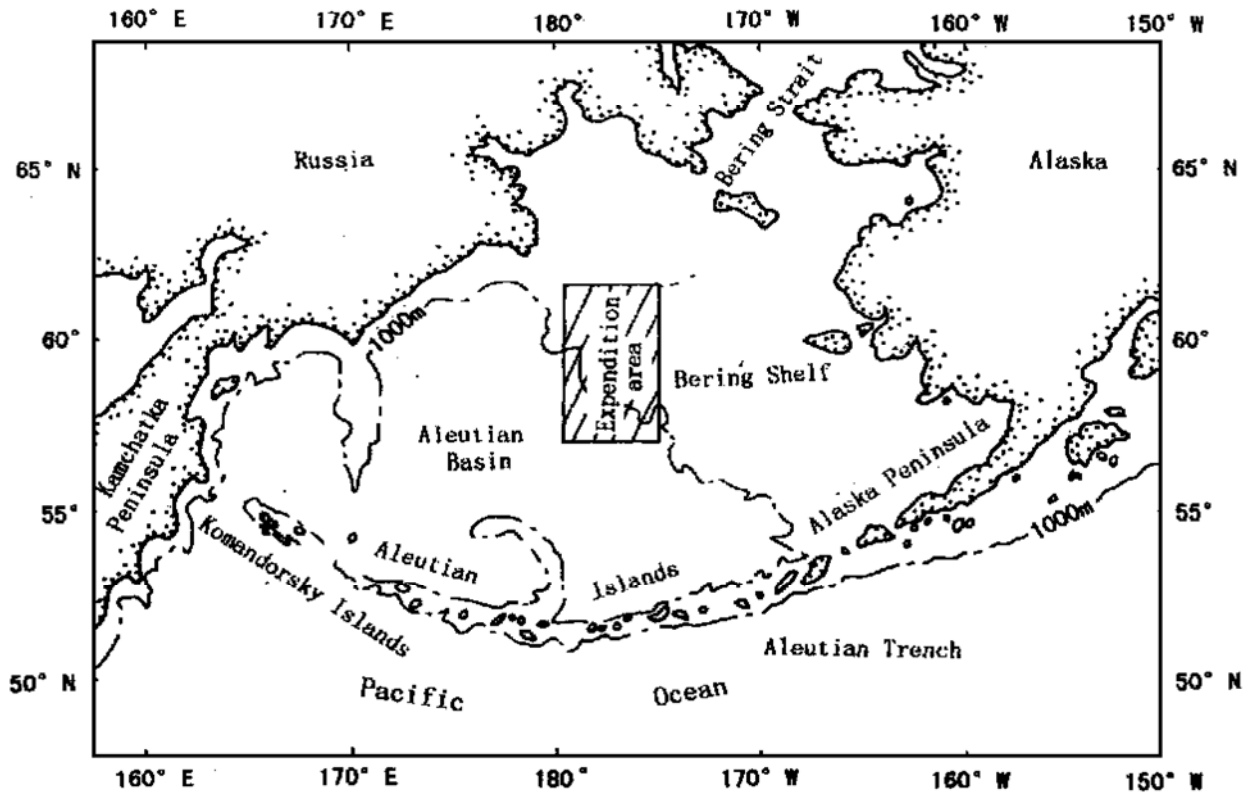 160° E
170° E
180°
170° W
160° W
150° W
Bering Strait
65° N
Russia
Alaska
65° N
60°
1000m
Expendition
area
Bering Shelf
60°
Kamchatka
Peninsula
Aleutian
Basin
Alaska Peninsula
55°
Komandorsky Islands
Aleutian
Islands
1000m
55°
Aleutian Trench
50° N
Pacific
Ocean
50° N
160° E
170° E
180°
170° W
160° W
150° W